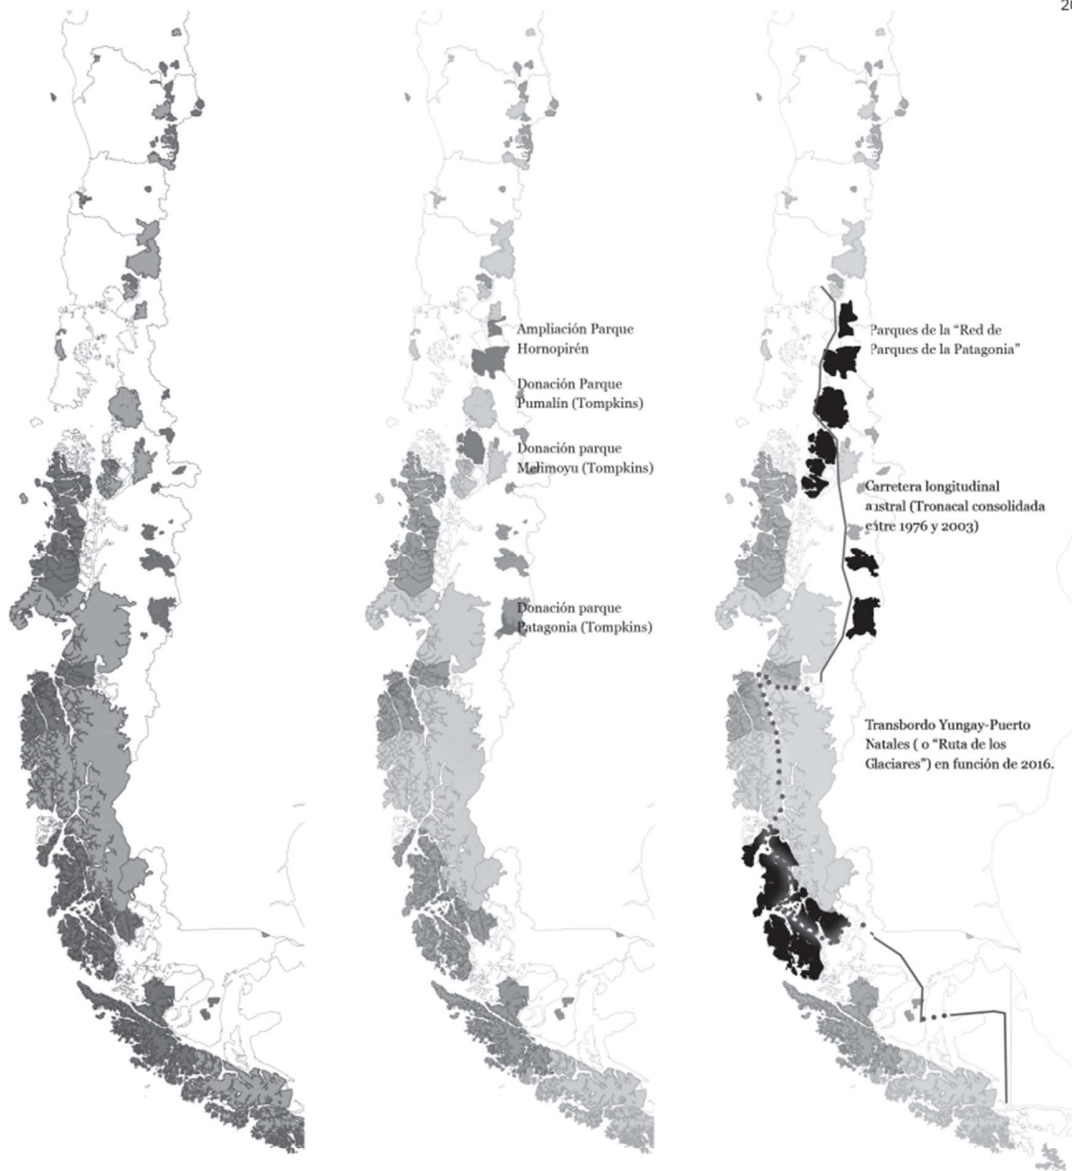 20
Ampliación Parque
Hornopirén
Donación Parque
Pumalín (Tompkins)
Donación parque
Melimoyu (Tompkins)
Donación parque
Patagonia (Tompkins)
Parques de la “Red de
Parques de la Patagonia”
Carretera longitudinal
austral (Tronacal consolidada
entre 1976 y 2003)
Transbordo Yungay-Puerto
Natales ( o “Ruta de los
Glaciares”) en función de 2016.